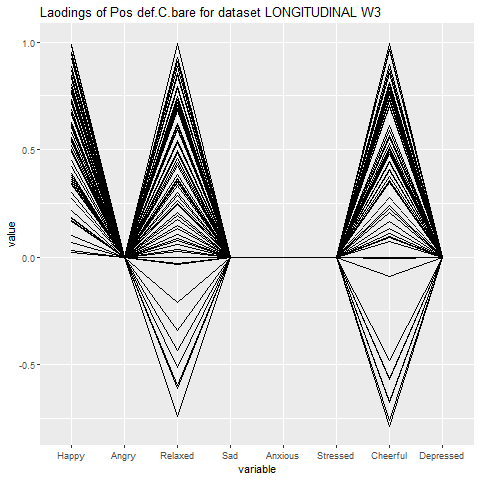 Laodings of Pos def.C.bare for dataset LONGITUDINAL W3
1.0
0.5
0.0
-0.5
value
Happy Angry Relaxed Sad Anxious Stressed Cheerful Depressed
variable